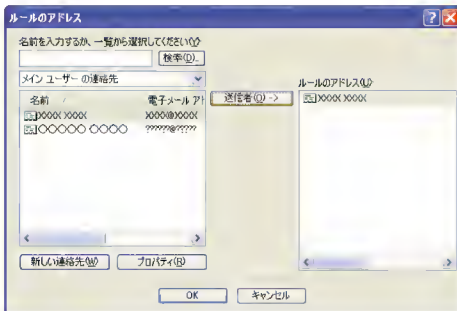 ルールのアドレス
名前を入力するか、一覧から選択してください(Y):
検索(D)...
メイン ユーザー の連絡先
名前 / 電子メール アド
XXXX XXXX XXXX@XXXX
○○○○○ ○○○○ ??????@?????
送信者(O) ->
ルールのアドレス(L):
XXXX XXXX
新しい連絡先(W)
プロパティ(R)
OK
キャンセル